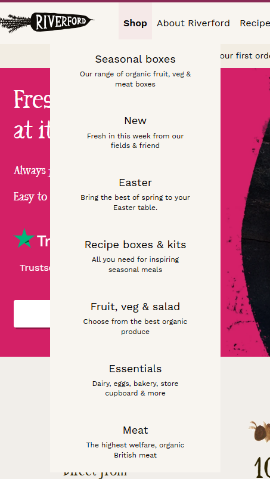 RIVERFORD
Shop About Riverford Recipe
Seasonal boxes
our first ord
Our range of organic fruit, veg &
meat boxes
Fres
at it
New
Fresh in this week from our
fields & friend
Always
Easy to
Easter
Bring the best of spring to your
Easter table.
Tr
Trusts
Recipe boxes & kits
All you need for inspiring
seasonal meals
Fruit, veg & salad
Choose from the best organic
produce
Essentials
Dairy, eggs, bakery, store
cupboard & more
Meat
The highest welfare, organic
British meat
Direct from
10